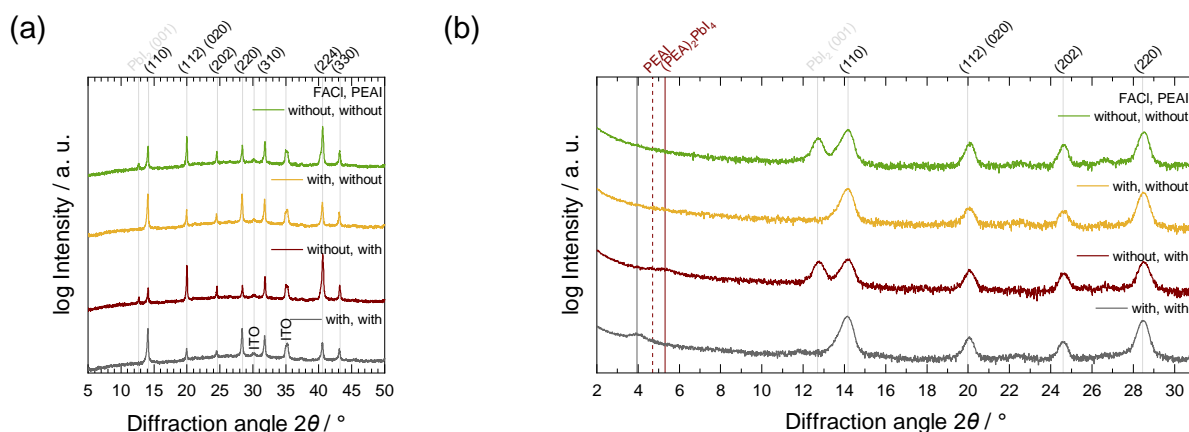 (a)
PbI₂ (001)
(110)
(112) (020)
(202)
(220)
(310)
(224)
(330)
FACl, PEAI
without, without
with, without
without, with
with, with
ITO
ITO
log Intensity / a. u.
5 10 15 20 25 30 35 40 45 50
Diffraction angle 2θ / °
(b)
PEAI
(PEA)₂PbI₄
PbI₂ (001)
(110)
(112) (020)
(202)
(220)
FACl, PEAI
without, without
with, without
without, with
with, with
log Intensity / a. u.
2 4 6 8 10 12 14 16 18 20 22 24 26 28 30
Diffraction angle 2θ / °